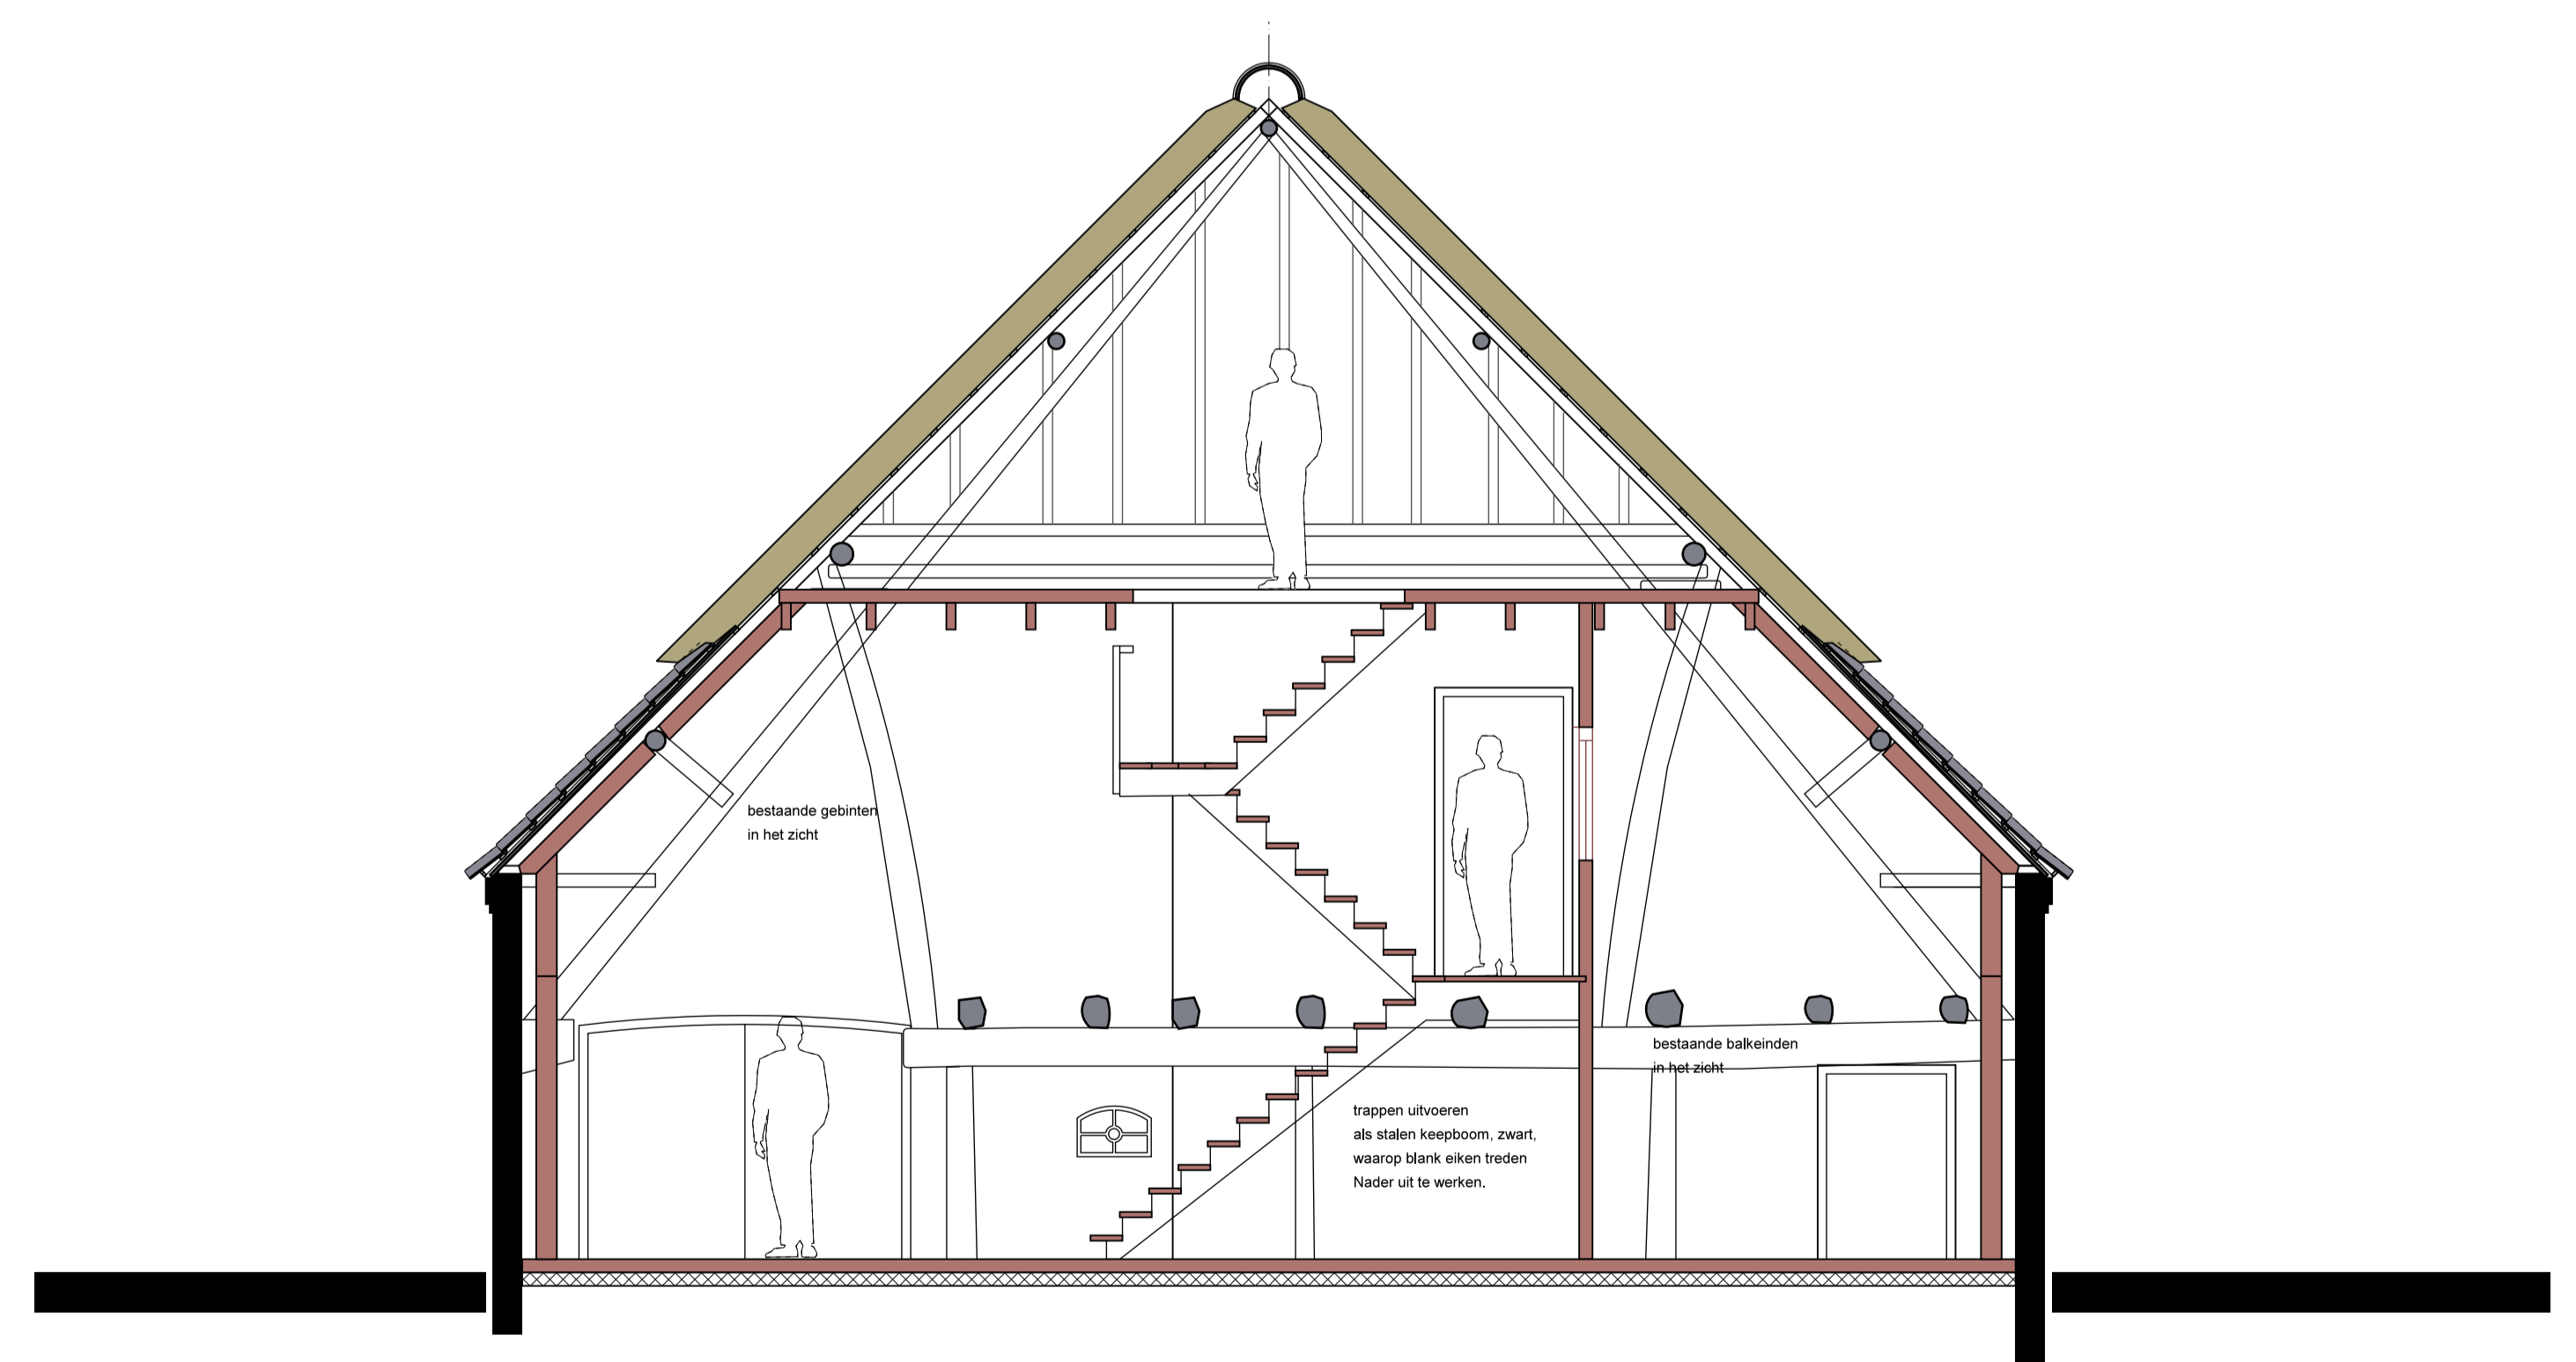 bestaande gebinten
in het zicht
bestaande balkeinden
in het zicht
trappen uitvoeren
als stalen keepboom, zwart,
waarop blank eiken treden
Nader uit te werken.